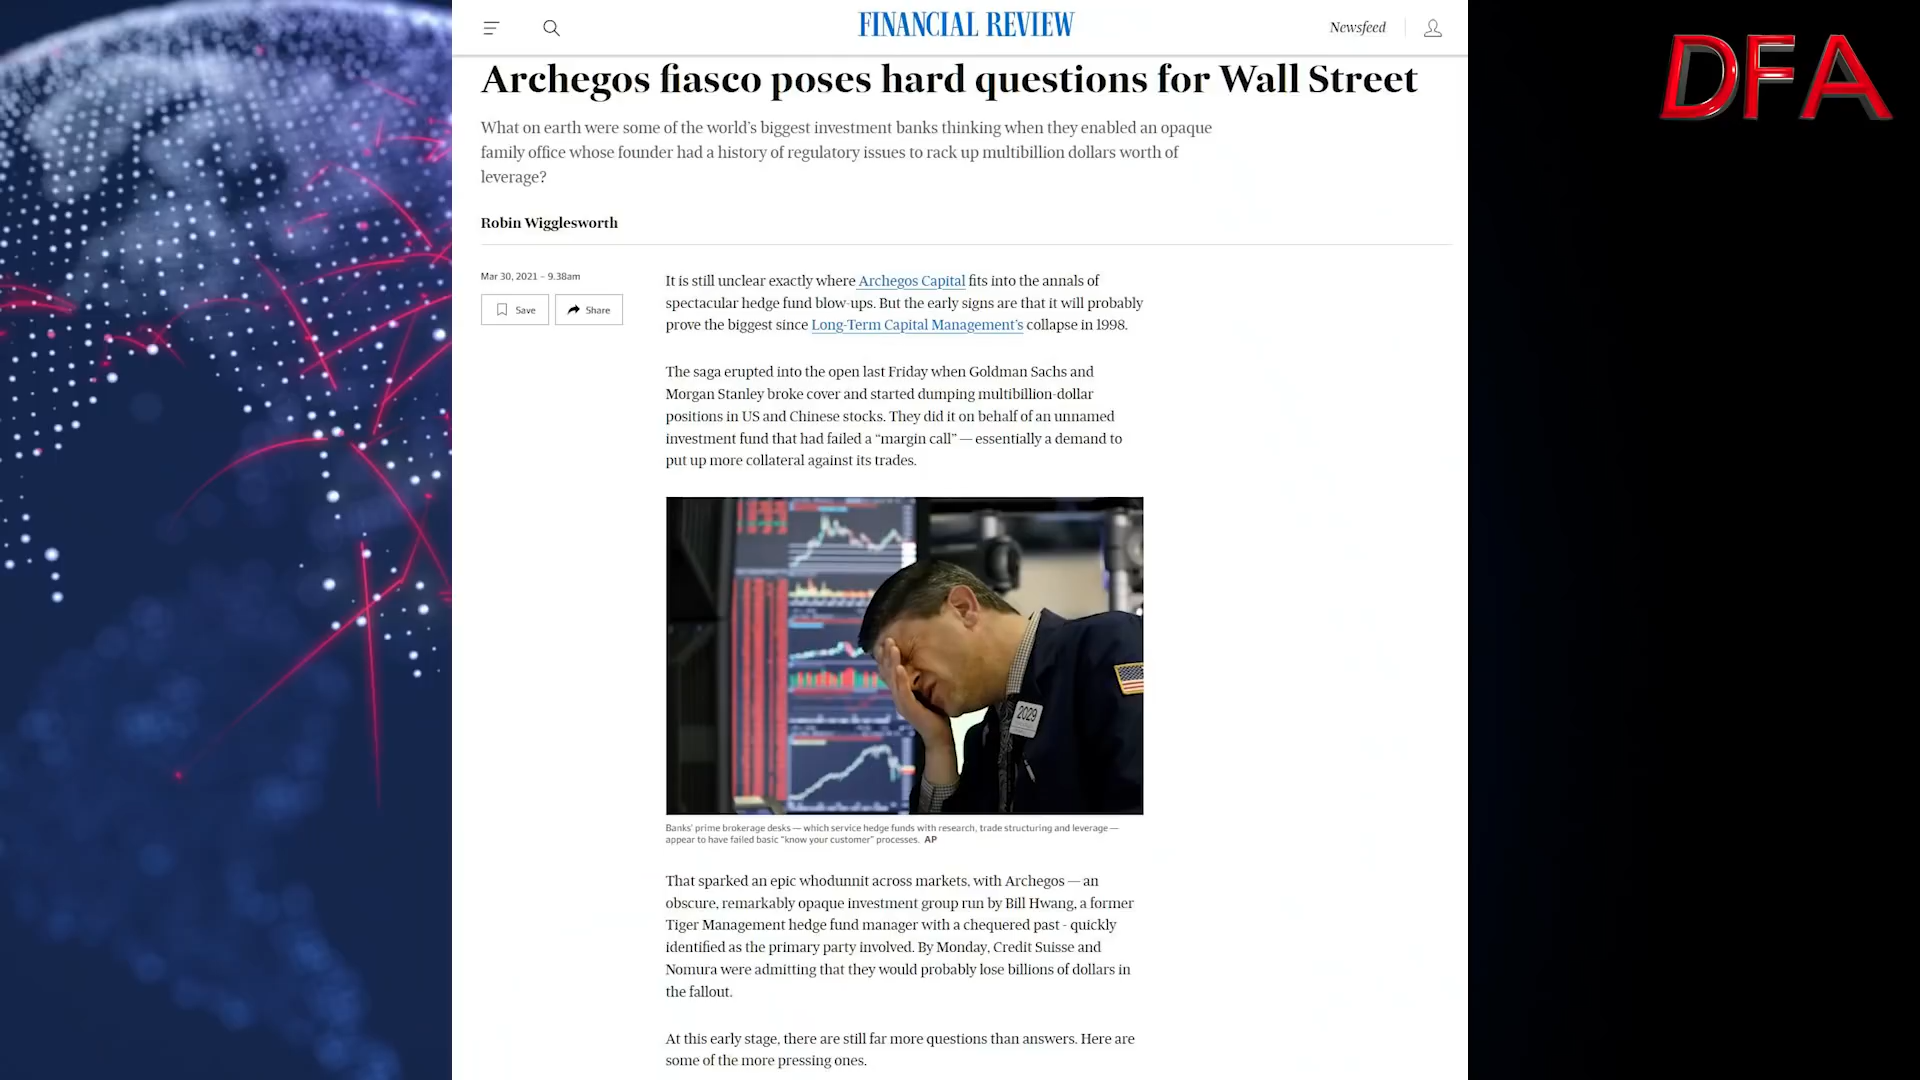 FINANCIAL REVIEW
Newsfeed
DFA
Archegos fiasco poses hard questions for Wall Street
What on earth were some of the world's biggest investment banks thinking when they enabled an opaque
family office whose founder had a history of regulatory issues to rack up multibillion dollars worth of
leverage?
Robin Wigglesworth
Mar 30, 2021 – 9.38am
Save
Share
It is still unclear exactly where Archegos Capital fits into the annals of
spectacular hedge fund blow-ups. But the early signs are that it will probably
prove the biggest since Long-Term Capital Management's collapse in 1998.
The saga erupted into the open last Friday when Goldman Sachs and
Morgan Stanley broke cover and started dumping multibillion-dollar
positions in US and Chinese stocks. They did it on behalf of an unnamed
investment fund that had failed a “margin call” — essentially a demand to
put up more collateral against its trades.
2029
Banks' prime brokerage desks — which service hedge funds with research, trade structuring and leverage —
appear to have failed basic “know your customer” processes. AP
That sparked an epic whodunnit across markets, with Archegos — an
obscure, remarkably opaque investment group run by Bill Hwang, a former
Tiger Management hedge fund manager with a chequered past - quickly
identified as the primary party involved. By Monday, Credit Suisse and
Nomura were admitting that they would probably lose billions of dollars in
the fallout.
At this early stage, there are still far more questions than answers. Here are
some of the more pressing ones.